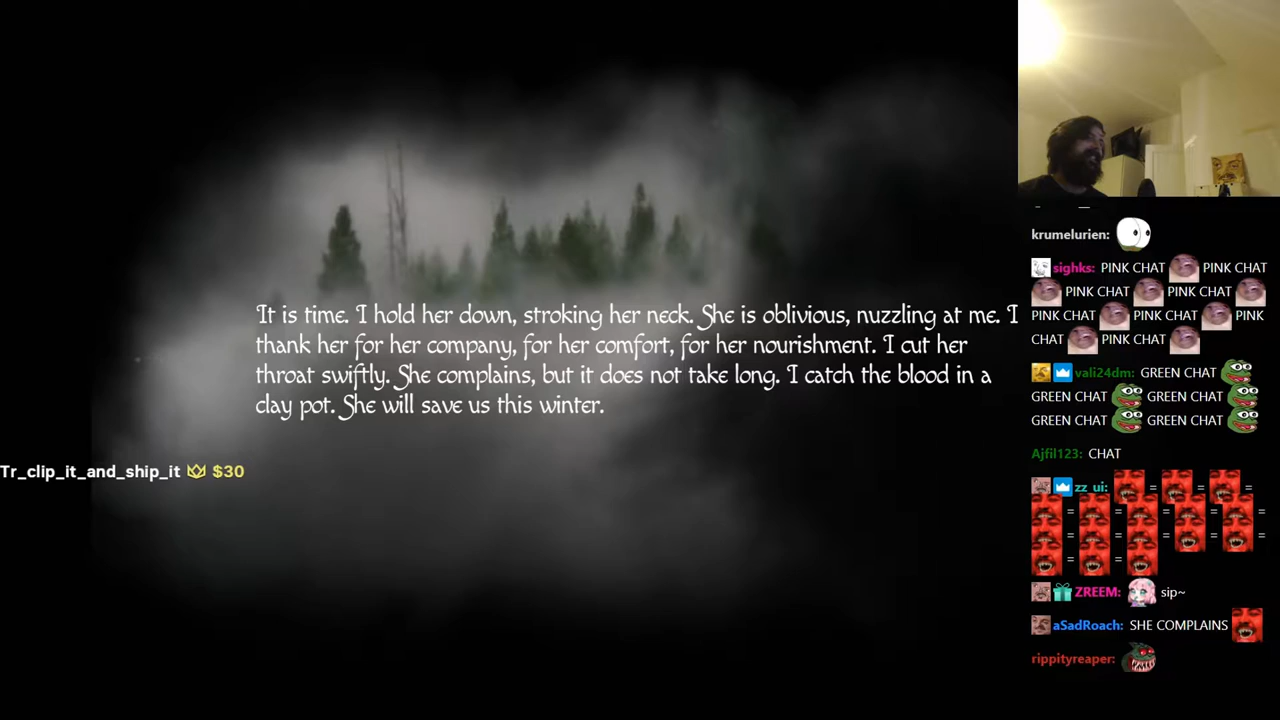 It is time. I hold her down, stroking her neck. She is oblivious, nuzzling at me. I
thank her for her company, for her comfort, for her nourishment. I cut her
throat swiftly. She complains, but it does not take long. I catch the blood in a
clay pot. She will save us this winter.
Tr_clip_it_and_ship_it $30
krumelurien:
sighks: PINK CHAT PINK CHAT
PINK CHAT PINK CHAT
PINK CHAT PINK CHAT PINK
CHAT PINK CHAT
vali24dm: GREEN CHAT
GREEN CHAT GREEN CHAT
GREEN CHAT GREEN CHAT
Ajfil123: CHAT
zz_ui: = = =
= = = = =
= = = = =
= = =
ZREEM: sip~
aSadRoach: SHE COMPLAINS
rippityreaper: